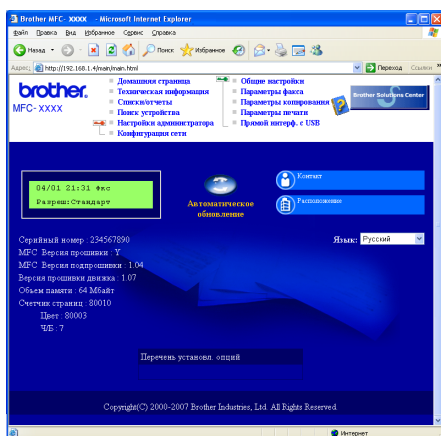 Brother MFC- XXXX - Microsoft Internet Explorer
Файл Правка Вид Избранное Сервис Справка
Назад Поиск Избранное
Адрес: http://192.168.1.4/main/main.html Переход Ссылки »
brother.
MFC- XXXX
Домашняя страница
Техническая информация
Списки/отчеты
Поиск устройства
Настройки администратора
Конфигурация сети
Общие настройки
Параметры факса
Параметры копирования
Параметры печати
Прямой интерф. с USB
Brother Solutions Center
04/01 21:31 Фкс
Разреш:Стандарт
Автоматическое
обновление
Контакт
Расположение
Язык: Русский
Серийный номер : 234567890
MFC Версия прошивки : Y
MFC Версия подпрошивки : 1.04
Версия прошивки движка : 1.07
Объем памяти : 64 Мбайт
Счетчик страниц : 80010
Цвет : 80003
Ч/Б : 7
Перечень установл. опций
Copyright(C) 2000-2007 Brother Industries, Ltd. All Rights Reserved.
Интернет